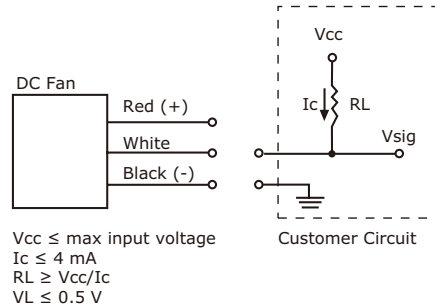 Vcc
DC Fan
Red (+)
Ic
RL
White
Vsig
Black (-)
Vcc ≤ max input voltage
Customer Circuit
Ic ≤ 4 mA
RL ≥ Vcc/Ic
VL ≤ 0.5 V